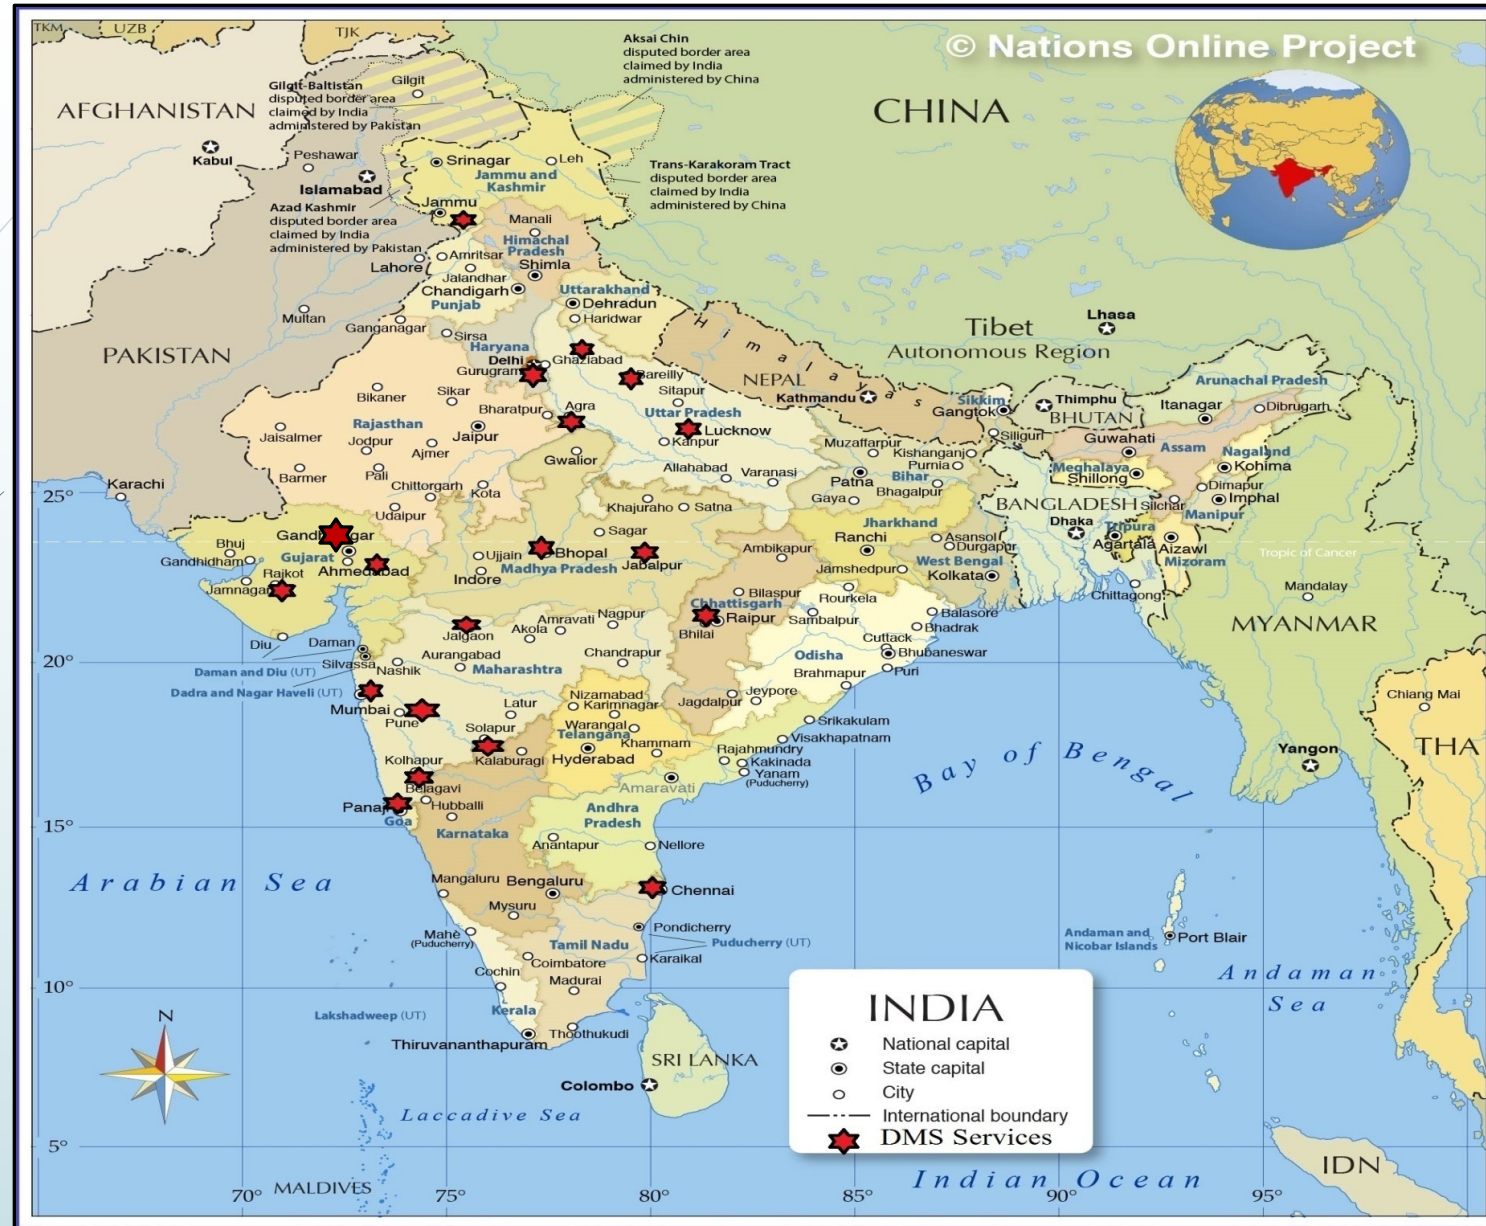 TKM
UZB
TJK
© Nations Online Project
Aksai Chin
disputed border area
claimed by India
administered by China
Gilgit
Gilgit-Baltistan
disputed border area
claimed by India
administered by Pakistan
AFGHANISTAN
CHINA
Kabul
Peshawar
Srinagar
Leh
Jammu and
Kashmir
Trans-Karakoram Tract
disputed border area
claimed by India
administered by China
Islamabad
Azad Kashmir
disputed border area
claimed by India
administered by Pakistan
Jammu
Manali
Himachal
Pradesh
Lahore
Amritsar
Jalandhar
Shimla
Chandigarh
Punjab
Uttarakhand
Dehradun
Haridwar
Multan
Ganganagar
Sirsa
Haryana
Delhi
Ghaziabad
Gurugram
PAKISTAN
Himalayas
Tibet
Autonomous Region
Lhasa
NEPAL
Kathmandu
Bareilly
Sitapur
Uttar Pradesh
Lucknow
Kanpur
Bikaner
Sikar
Bharatpur
Agra
Rajasthan
Jaipur
Jaisalmer
Jodpur
Ajmer
Gwalior
Barmer
Pali
Chittorgarh
Kota
Udaipur
Allahabad
Varanasi
Sikkim
Gangtok
Thimphu
BHUTAN
Arunachal Pradesh
Itanagar
Dibrugarh
Siliguri
Guwahati
Assam
Nagaland
Kohima
Muzaffarpur
Kishanganj
Purnia
Patna
Bihar
Gaya
Bhagalpur
Meghalaya
Shillong
Dimapur
Imphal
BANGLADESH
Silchar
Manipur
Dhaka
Tripura
Agartala
Aizawl
Mizoram
Tropic of Cancer
Karachi
25°
Khajuraho
Satna
Sagar
Jharkhand
Ranchi
Asansol
Durgapur
West Bengal
Jamshedpur
Kolkata
Ambikapur
Bhuj
Gandhidham
Gujarat
Ahmedabad
Rajkot
Jamnagar
Ujjain
Bhopal
Indore
Madhya Pradesh
Jabalpur
Chittagong
Mandalay
MYANMAR
Bilaspur
Chhattisgarh
Raipur
Bhilai
Rourkela
Sambalpur
Balasore
Bhadrak
Cuttack
Bhubaneswar
Odisha
Brahmapur
Puri
Nagpur
Amravati
Akola
Jalgaon
Aurangabad
Chandrapur
Diu
Daman
Silvassa
Nashik
Maharashtra
20°
Daman and Diu (UT)
Dadra and Nagar Haveli (UT)
Mumbai
Pune
Latur
Solapur
Nizamabad
Karimnagar
Warangal
Telangana
Khammam
Hyderabad
Jagdalpur
Jeypore
Srikakulam
Visakhapatnam
Rajahmundry
Kakinada
Yanam
(Puducherry)
Chiang Mai
THA
Yangon
Bay of Bengal
Kolhapur
Kalaburagi
Belagavi
Amaravati
Hubballi
Goa
Karnataka
Andhra
Pradesh
15°
Anantapur
Nellore
Arabian Sea
Mangaluru
Bengaluru
Chennai
Mysuru
Mahè
(Puducherry)
Tamil Nadu
Pondicherry
Puducherry (UT)
Coimbatore
Karaikal
Cochin
Madurai
Andaman and
Nicobar Islands
Port Blair
Andaman
Sea
10°
Lakshadweep (UT)
Kerala
Thoothukudi
Thiruvananthapuram
SRI LANKA
Colombo
N
Laccadive Sea
INDIA
National capital
State capital
City
International boundary
DMS Services
5°
Indian Ocean
IDN
70°
MALDIVES
75°
80°
85°
90°
95°